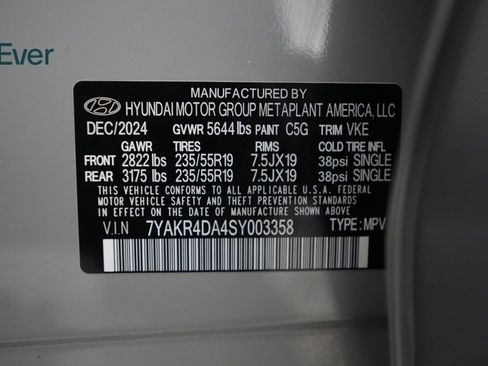 Ever
MANUFACTURED BY
HYUNDAI MOTOR GROUP METAPLANT AMERICA, LLC
DEC/2024 GVWR 5644 lbs PAINT C5G TRIM VKE
GAWR TIRES RIMS COLD TIRE INFL
FRONT 2822 lbs 235/55R19 7.5JX19 38psi SINGLE
REAR 3175 lbs 235/55R19 7.5JX19 38psi SINGLE
THIS VEHICLE CONFORMS TO ALL APPLICABLE U.S.A. FEDERAL
MOTOR VEHICLE SAFETY, BUMPER, AND THEFT PREVENTION STANDARDS
IN EFFECT ON THE DATE OF MANUFACTURE SHOWN ABOVE.
V.I.N 7YAKR4DA4SY003358 TYPE : MPV